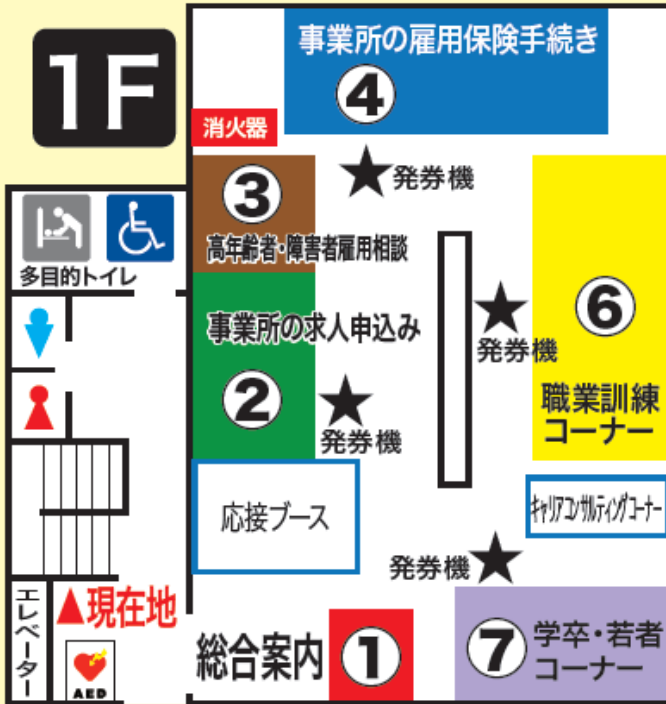 1F
事業所の雇用保険手続き
④
消火器
★発券機
③
高年齢者・障害者雇用相談
多目的トイレ
事業所の求人申込み
②
★
発券機
★
発券機
⑥
職業訓練
コーナー
応接ブース
キャリアコンサルティングコーナー
発券機★
エレベーター
▲現在地
AED
総合案内
①
⑦
学卒・若者
コーナー